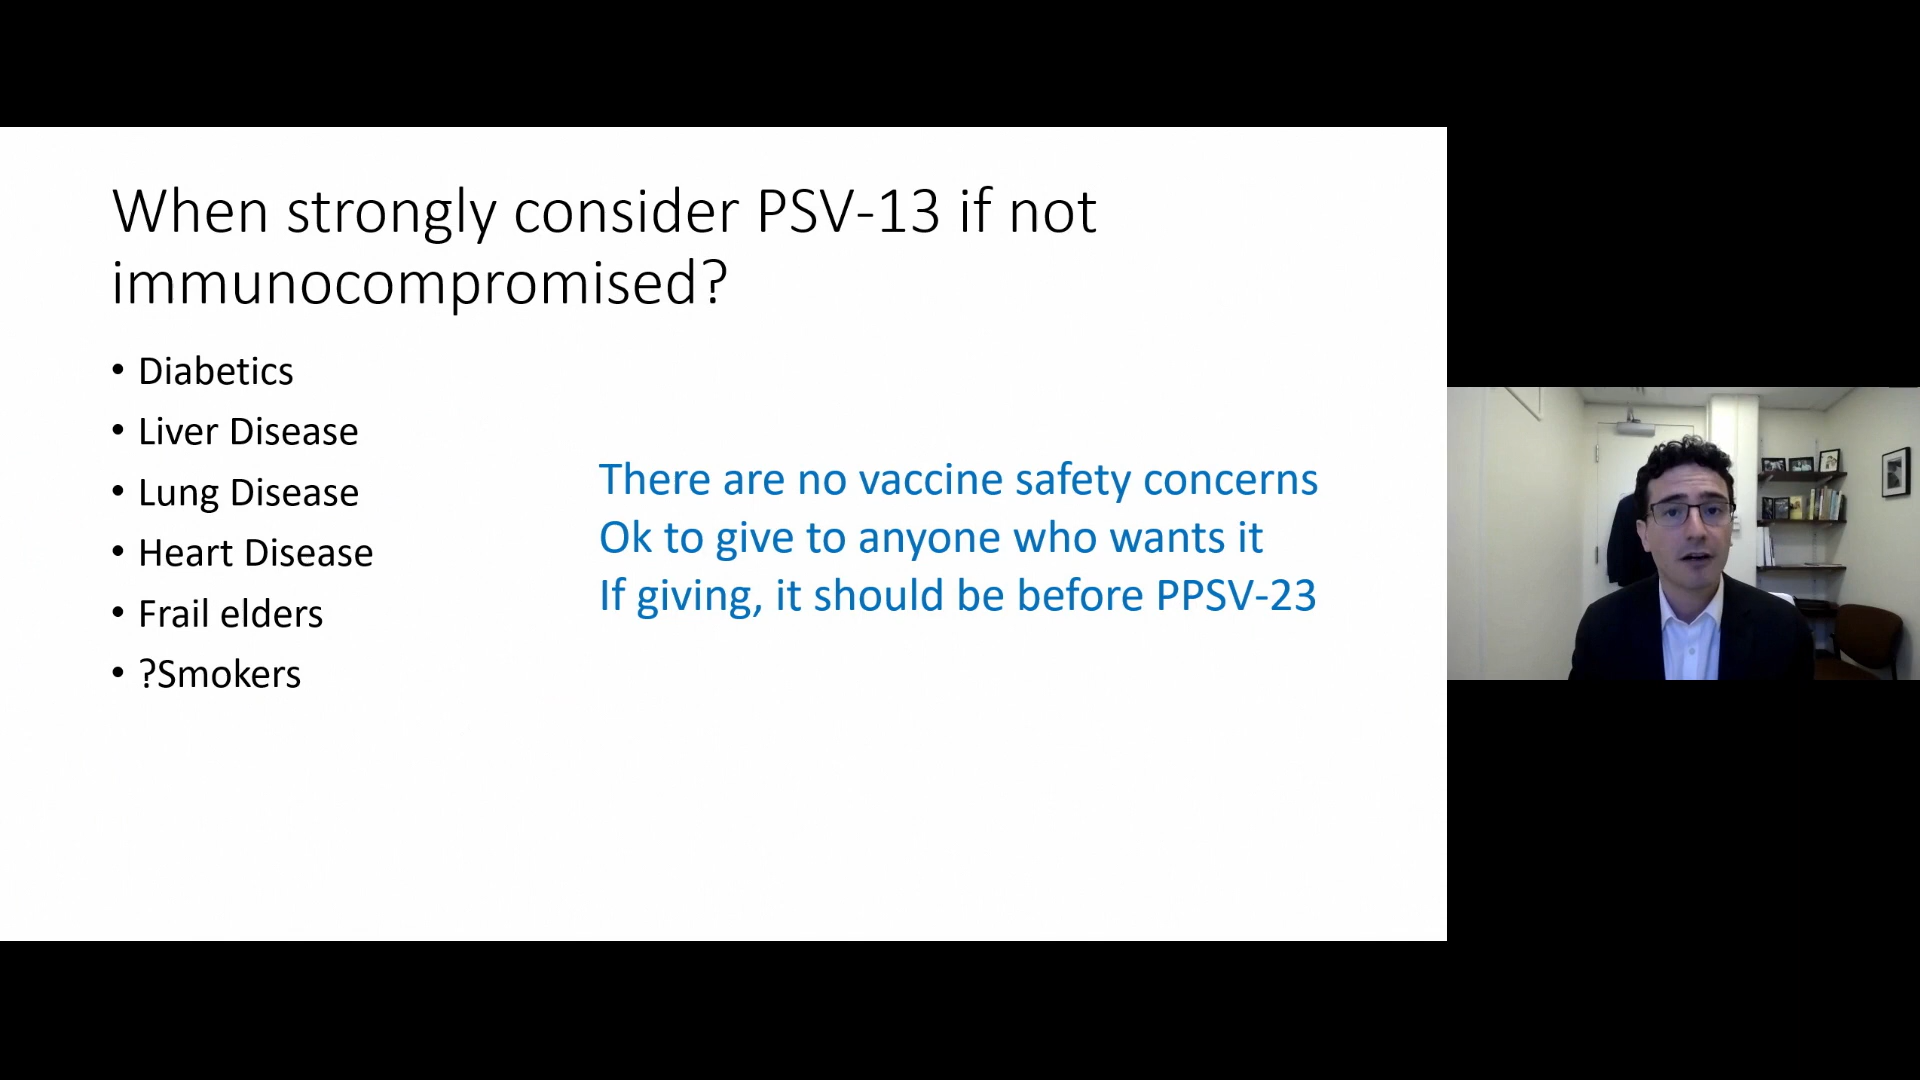 When strongly consider PSV-13 if not
immunocompromised?
• Diabetics
• Liver Disease
• Lung Disease
• Heart Disease
• Frail elders
• ?Smokers
There are no vaccine safety concerns
Ok to give to anyone who wants it
If giving, it should be before PPSV-23